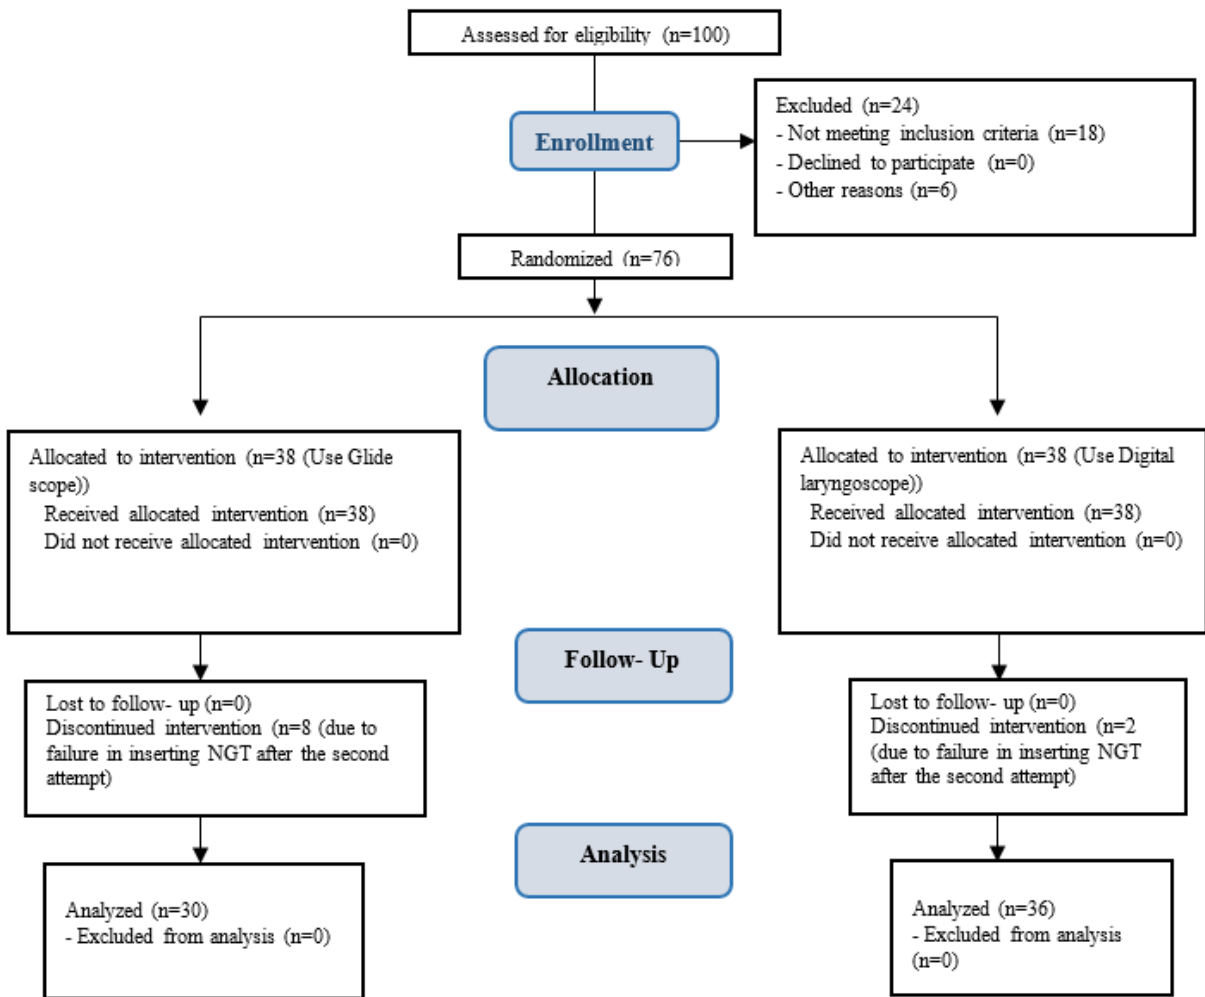 Assessed for eligibility (n=100)
Excluded (n=24)
- Not meeting inclusion criteria (n=18)
- Declined to participate (n=0)
- Other reasons (n=6)
Enrollment
Randomized (n=76)
Allocation
Allocated to intervention (n=38 (Use Glide
scope))
Received allocated intervention (n=38)
Did not receive allocated intervention (n=0)
Allocated to intervention (n=38 (Use Digital
laryngoscope))
Received allocated intervention (n=38)
Did not receive allocated intervention (n=0)
Follow- Up
Lost to follow- up (n=0)
Discontinued intervention (n=8 (due to
failure in inserting NGT after the second
attempt)
Lost to follow- up (n=0)
Discontinued intervention (n=2
(due to failure in inserting NGT
after the second attempt)
Analysis
Analyzed (n=30)
- Excluded from analysis (n=0)
Analyzed (n=36)
- Excluded from analysis
(n=0)